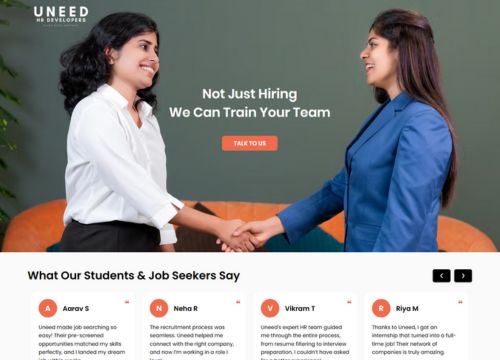 UNEED
HR DEVELOPERS
Not Just Hiring
We Can Train Your Team
TALK TO US
What Our Students & Job Seekers Say
A Aarav S
Uneed made job searching so
easy! Their pre-screened
opportunities matched my skills
perfectly, and I landed my dream
N Neha R
The recruitment process was
seamless. Uneed helped me
connect with the right company,
and now I'm working in a role I
V Vikram T
Uneed's expert HR team guided
me through the entire process,
from resume filtering to interview
preparation. I couldn't have asked
R Riya M
Thanks to Uneed, I got an
internship that turned into a full-
time job! Their network of
companies is truly amazing.